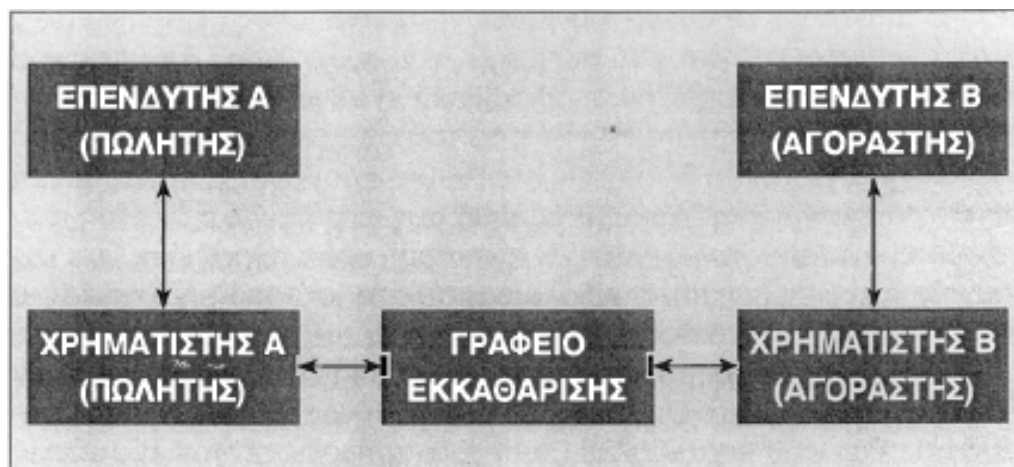 ΕΠΕΝΔΥΤΗΣ Α
(ΠΩΛΗΤΗΣ)
ΕΠΕΝΔΥΤΗΣ Β
(ΑΓΟΡΑΣΤΗΣ)
ΧΡΗΜΑΤΙΣΤΗΣ Α
(ΠΩΛΗΤΗΣ)
ΓΡΑΦΕΙΟ
ΕΚΚΑΘΑΡΙΣΗΣ
ΧΡΗΜΑΤΙΣΤΗΣ Β
(ΑΓΟΡΑΣΤΗΣ)